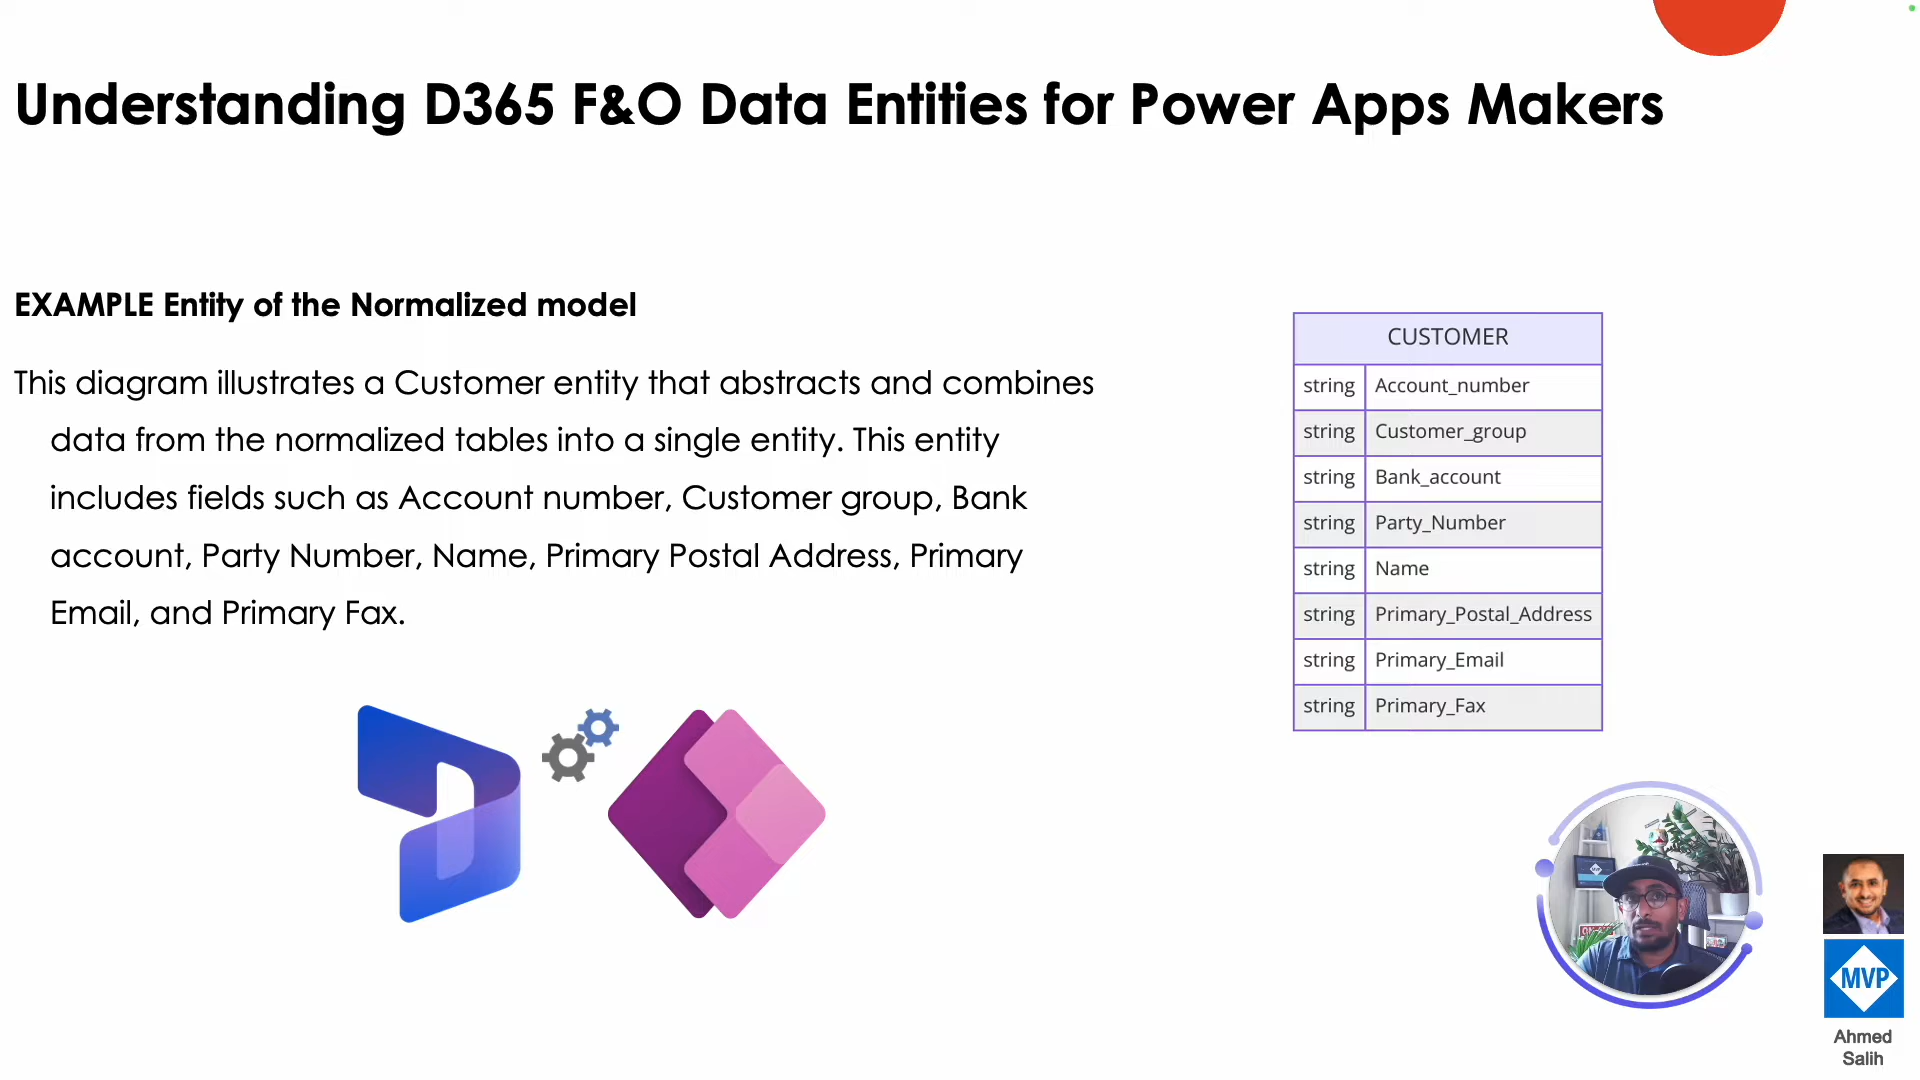 Understanding D365 F&O Data Entities for Power Apps Makers
EXAMPLE Entity of the Normalized model
This diagram illustrates a Customer entity that abstracts and combines
data from the normalized tables into a single entity. This entity
includes fields such as Account number, Customer group, Bank
account, Party Number, Name, Primary Postal Address, Primary
Email, and Primary Fax.
CUSTOMER
string Account_number
string Customer_group
string Bank_account
string Party_Number
string Name
string Primary_Postal_Address
string Primary_Email
string Primary_Fax
MVP
Ahmed
Salih